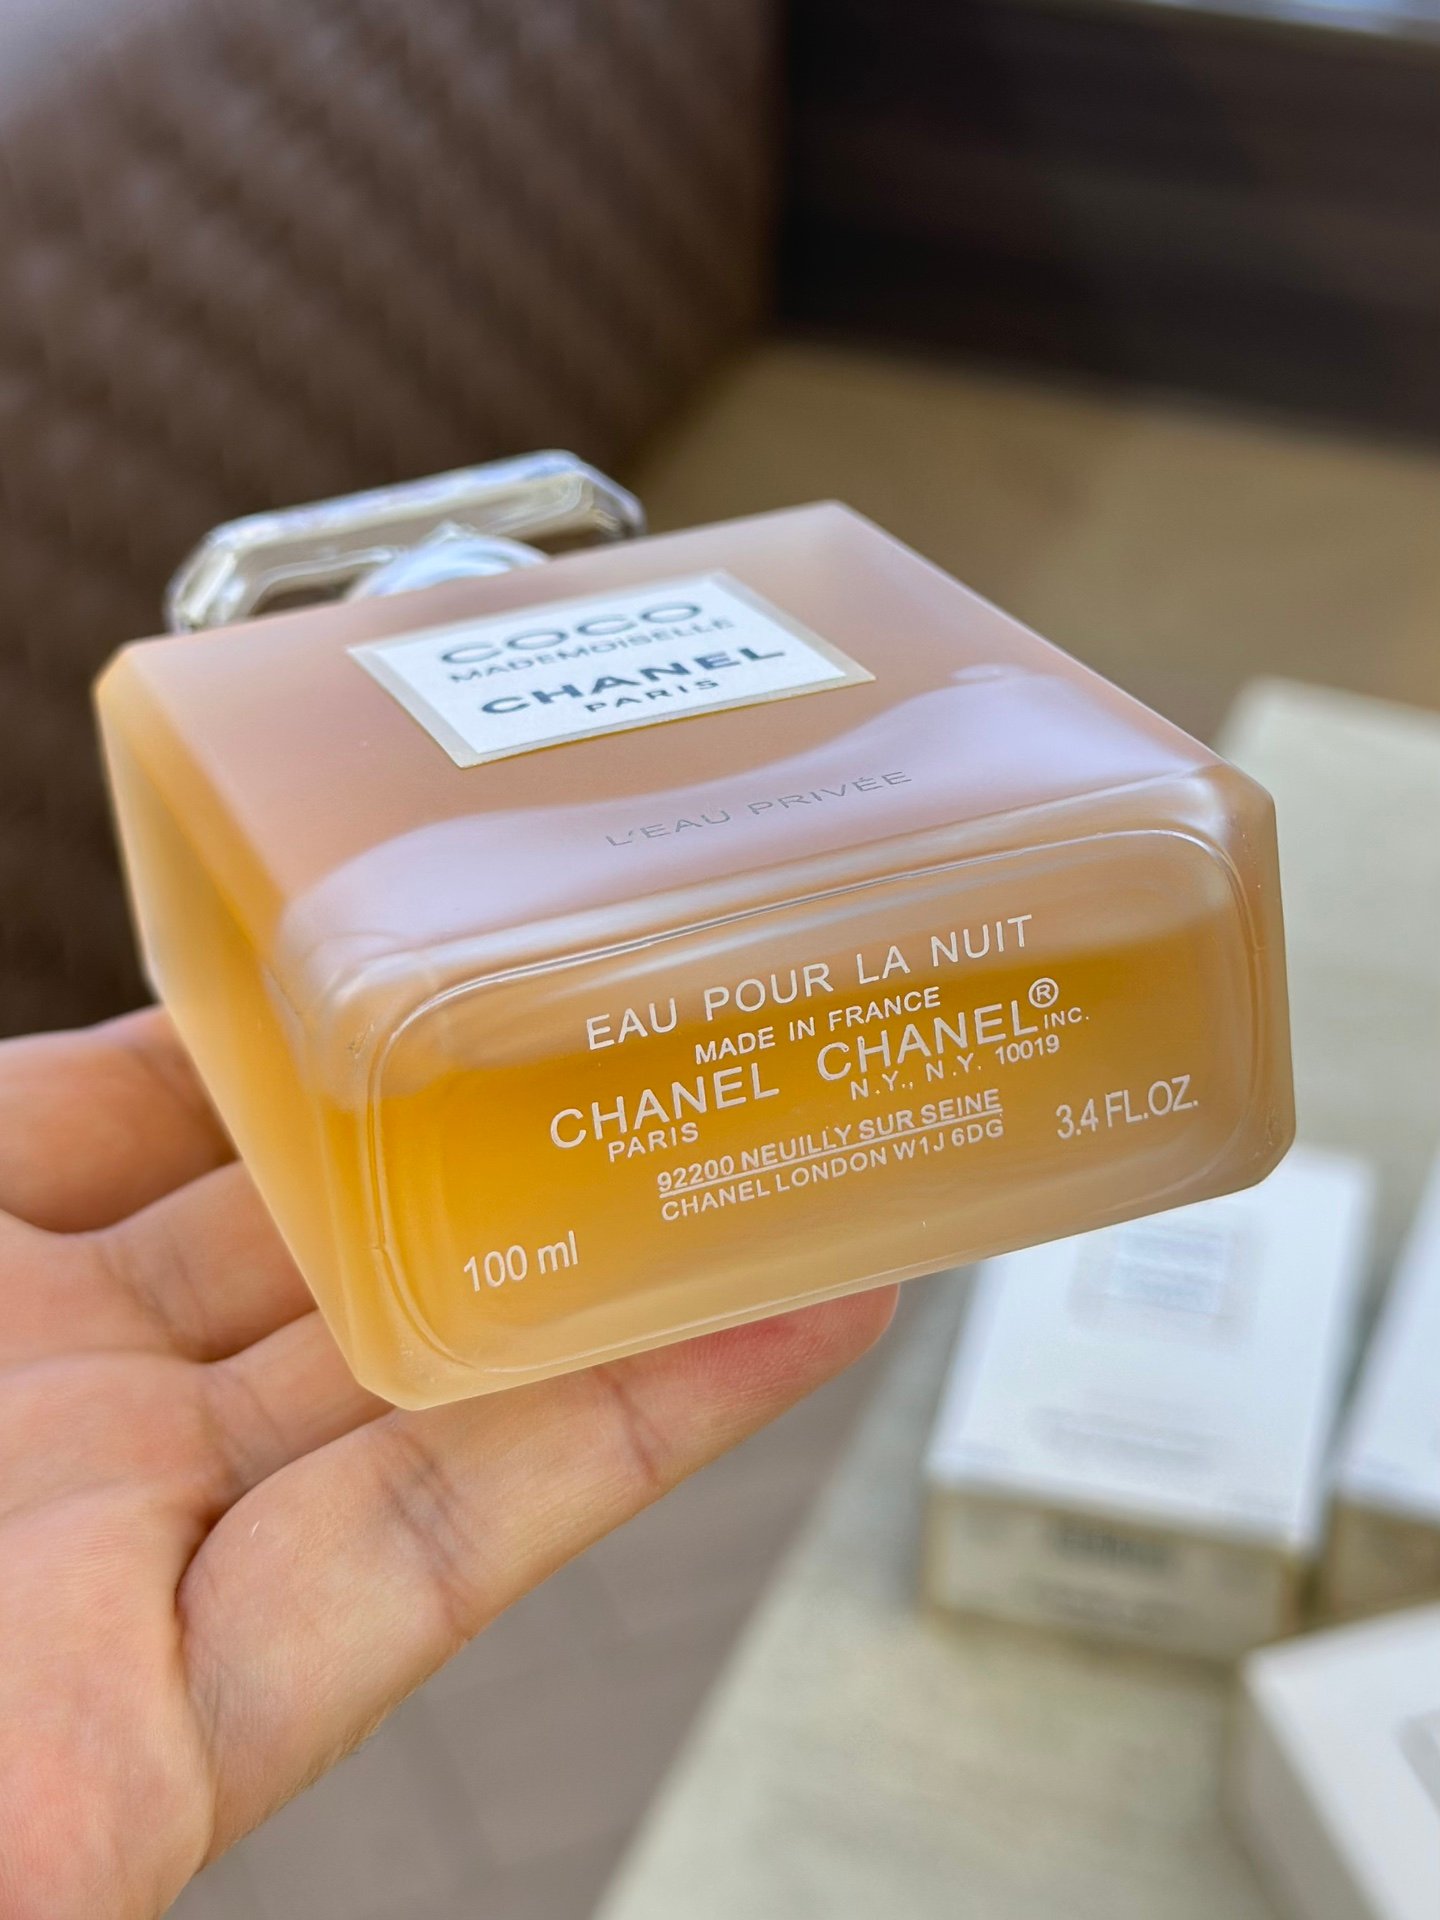 COCO
MADEMOISELLE
CHANEL
PARIS
L'EAU PRIVÉE
EAU POUR LA NUIT
MADE IN FRANCE
CHANEL CHANEL® INC.
PARIS N.Y., N.Y. 10019
92200 NEUILLY SUR SEINE
CHANEL LONDON W1J 6DG
100 ml 3.4 FL.OZ.